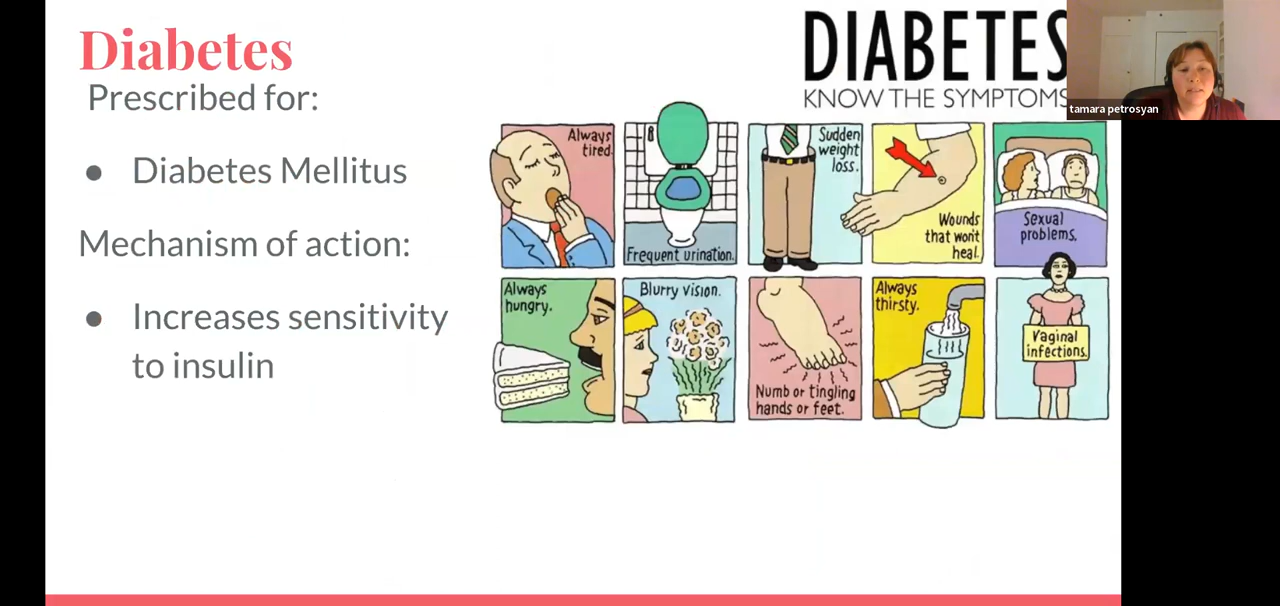 Diabetes
Prescribed for:
● Diabetes Mellitus
Mechanism of action:
● Increases sensitivity
to insulin
DIABETES
KNOW THE SYMPTOMS
tamara petrosyan
Always
tired.
Frequent urination.
Sudden
weight
loss.
Wounds
that won't
heal.
Sexual
problems.
Always
hungry.
Blurry vision.
Numb or tingling
hands or feet.
Always
thirsty.
Vaginal
infections.